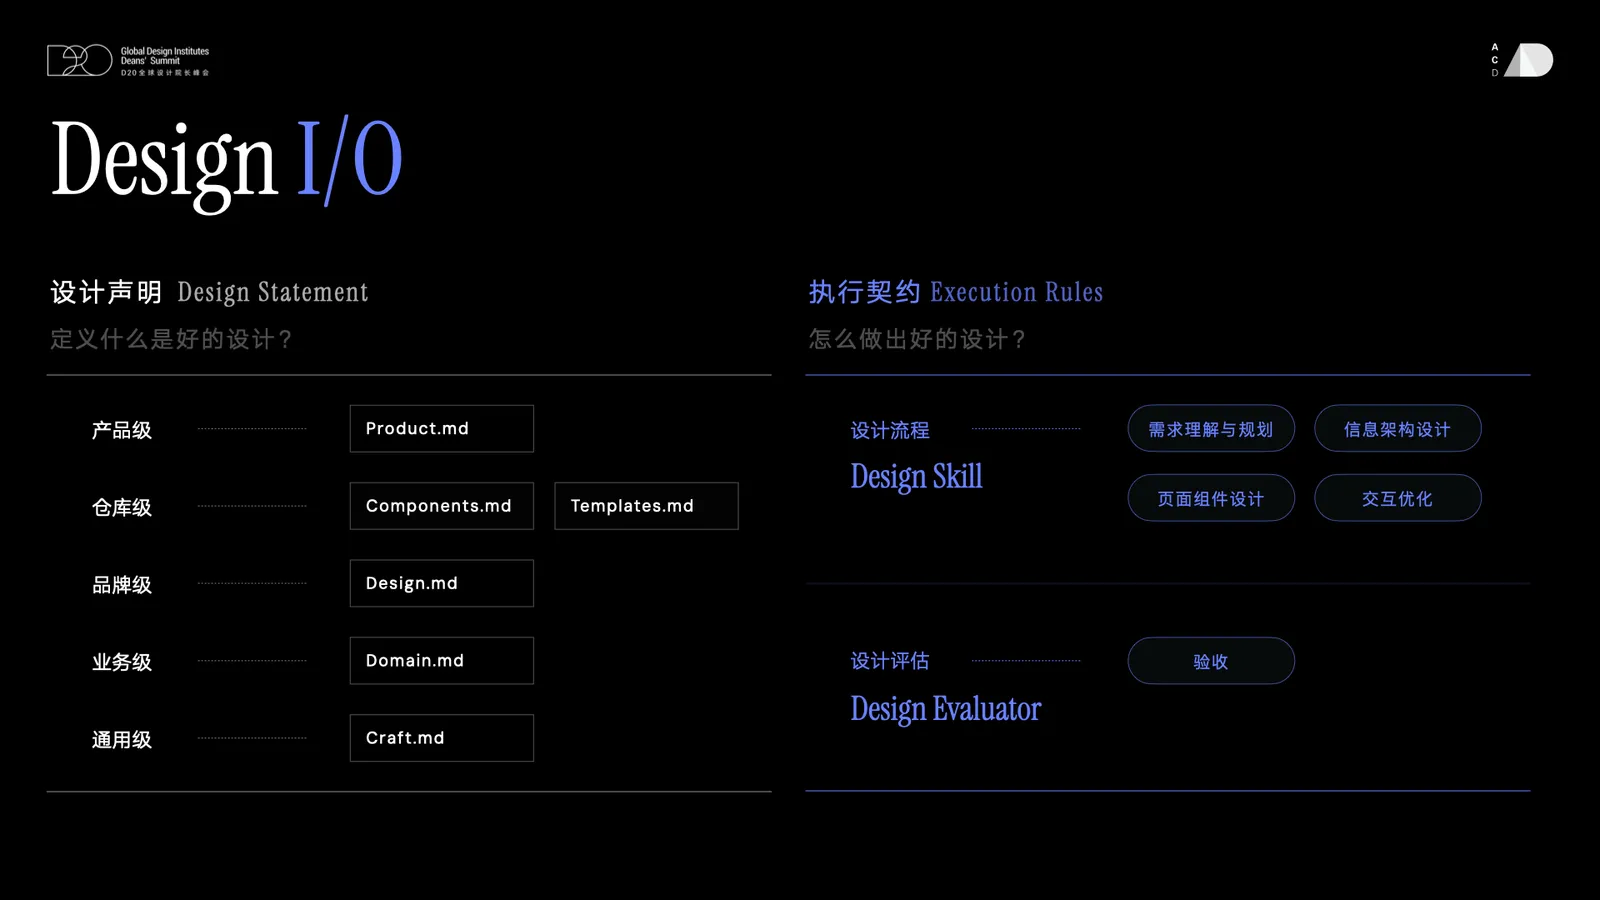 Global Design Institutes
Deans' Summit
D20全球设计院长峰会
A
C
D
Design I/O
设计声明 Design Statement
定义什么是好的设计？
产品级 Product.md
仓库级 Components.md Templates.md
品牌级 Design.md
业务级 Domain.md
通用级 Craft.md
执行契约 Execution Rules
怎么做出好的设计？
设计流程 需求理解与规划 信息架构设计
Design Skill
页面组件设计 交互优化
设计评估 验收
Design Evaluator